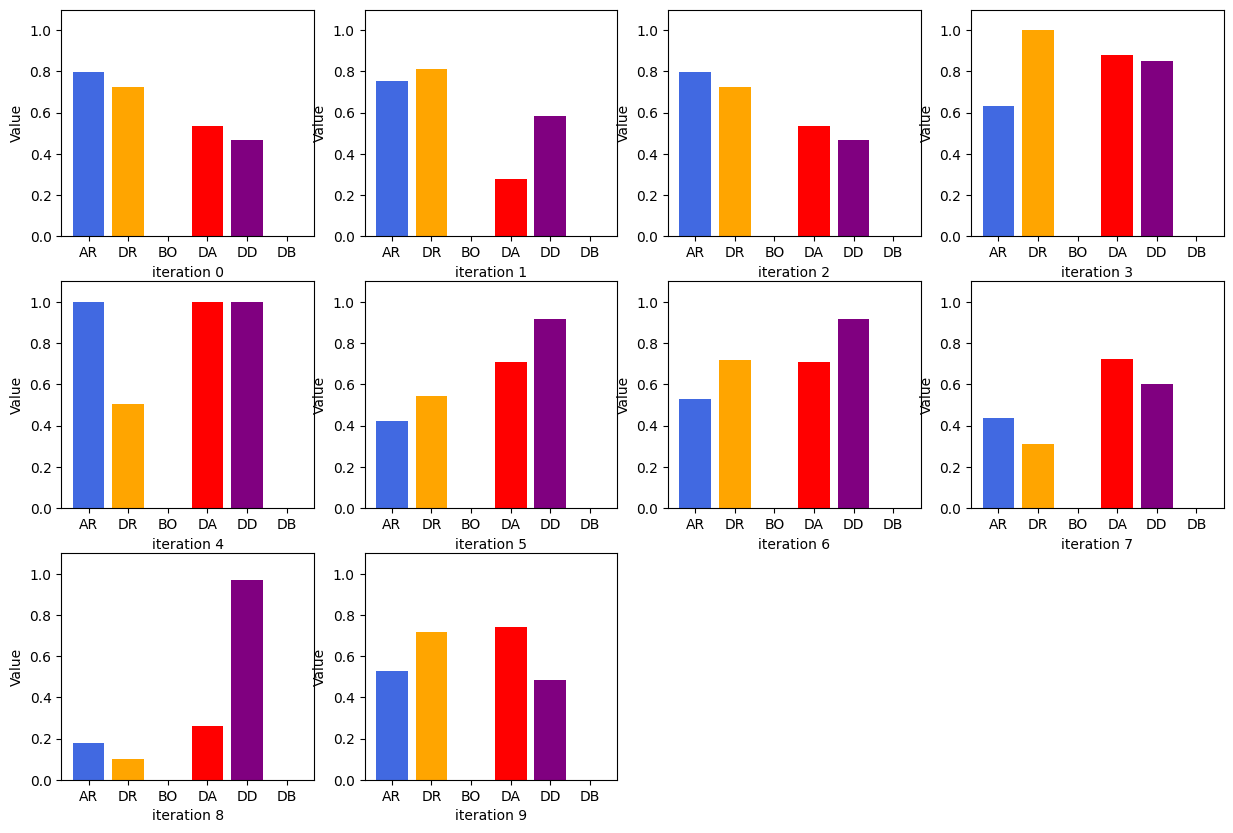 1.0
0.8
0.6
0.4
0.2
0.0
Value
AR DR BO DA DD DB
iteration 0
1.0
0.8
0.6
0.4
0.2
0.0
Value
AR DR BO DA DD DB
iteration 1
1.0
0.8
0.6
0.4
0.2
0.0
Value
AR DR BO DA DD DB
iteration 2
1.0
0.8
0.6
0.4
0.2
0.0
Value
AR DR BO DA DD DB
iteration 3
1.0
0.8
0.6
0.4
0.2
0.0
Value
AR DR BO DA DD DB
iteration 4
1.0
0.8
0.6
0.4
0.2
0.0
Value
AR DR BO DA DD DB
iteration 5
1.0
0.8
0.6
0.4
0.2
0.0
Value
AR DR BO DA DD DB
iteration 6
1.0
0.8
0.6
0.4
0.2
0.0
Value
AR DR BO DA DD DB
iteration 7
1.0
0.8
0.6
0.4
0.2
0.0
Value
AR DR BO DA DD DB
iteration 8
1.0
0.8
0.6
0.4
0.2
0.0
Value
AR DR BO DA DD DB
iteration 9